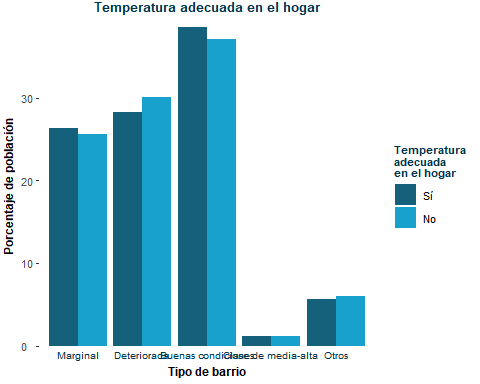 Temperatura adecuada en el hogar
Porcentaje de población
30
20
10
0
Marginal Deteriorado Buenas condiciones Clase de media-alta Otros
Tipo de barrio
Temperatura
adecuada
en el hogar
Sí
No